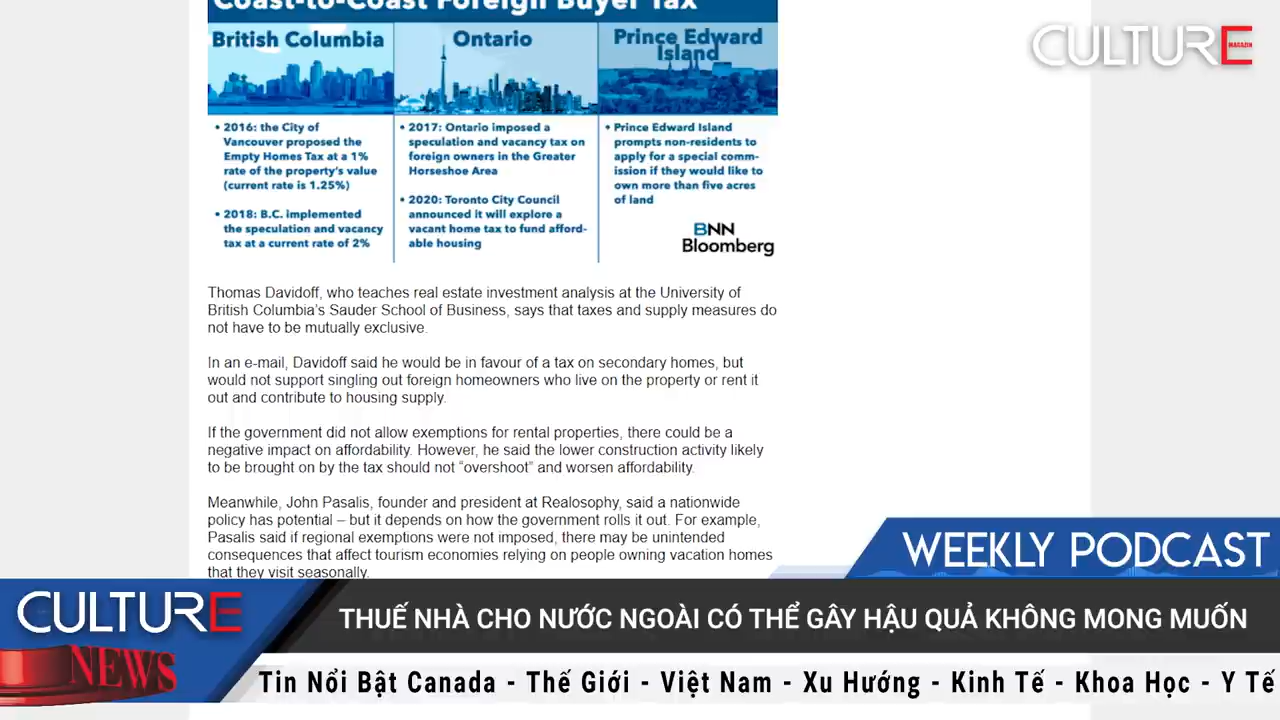 Coast-to-Coast Foreign Buyer Tax
CULTURE
MAGAZIN
British Columbia
Ontario
Prince Edward
Island
• 2016: the City of
Vancouver proposed the
Empty Homes Tax at a 1%
rate of the property's value
(current rate is 1.25%)
• 2018: B.C. implemented
the speculation and vacancy
tax at a current rate of 2%
• 2017: Ontario imposed a
speculation and vacancy tax on
foreign owners in the Greater
Horseshoe Area
• 2020: Toronto City Council
announced it will explore a
vacant home tax to fund afford-
able housing
• Prince Edward Island
prompts non-residents to
apply for a special comm-
ission if they would like to
own more than five acres
of land
BNN
Bloomberg
Thomas Davidoff, who teaches real estate investment analysis at the University of
British Columbia's Sauder School of Business, says that taxes and supply measures do
not have to be mutually exclusive.
In an e-mail, Davidoff said he would be in favour of a tax on secondary homes, but
would not support singling out foreign homeowners who live on the property or rent it
out and contribute to housing supply.
If the government did not allow exemptions for rental properties, there could be a
negative impact on affordability. However, he said the lower construction activity likely
to be brought on by the tax should not “overshoot” and worsen affordability.
Meanwhile, John Pasalis, founder and president at Realosophy, said a nationwide
policy has potential – but it depends on how the government rolls it out. For example,
Pasalis said if regional exemptions were not imposed, there may be unintended
consequences that affect tourism economies relying on people owning vacation homes
that they visit seasonally.
WEEKLY PODCAST
CULTURE
NEWS
THUẾ NHÀ CHO NƯỚC NGOÀI CÓ THỂ GÂY HẬU QUẢ KHÔNG MONG MUỐN
Tin Nổi Bật Canada - Thế Giới - Việt Nam - Xu Hướng - Kinh Tế - Khoa Học - Y Tế